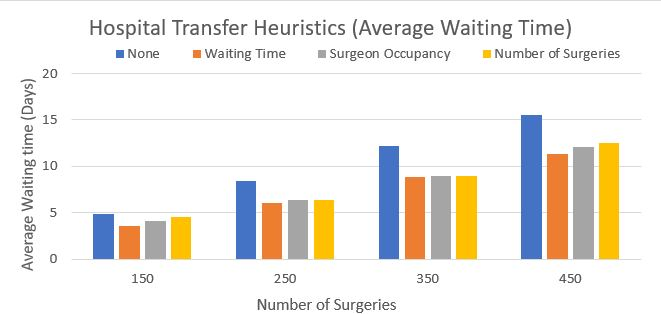 Hospital Transfer Heuristics (Average Waiting Time)
None Waiting Time Surgeon Occupancy Number of Surgeries
20
15
10
5
0
Average Waiting time (Days)
150 250 350 450
Number of Surgeries